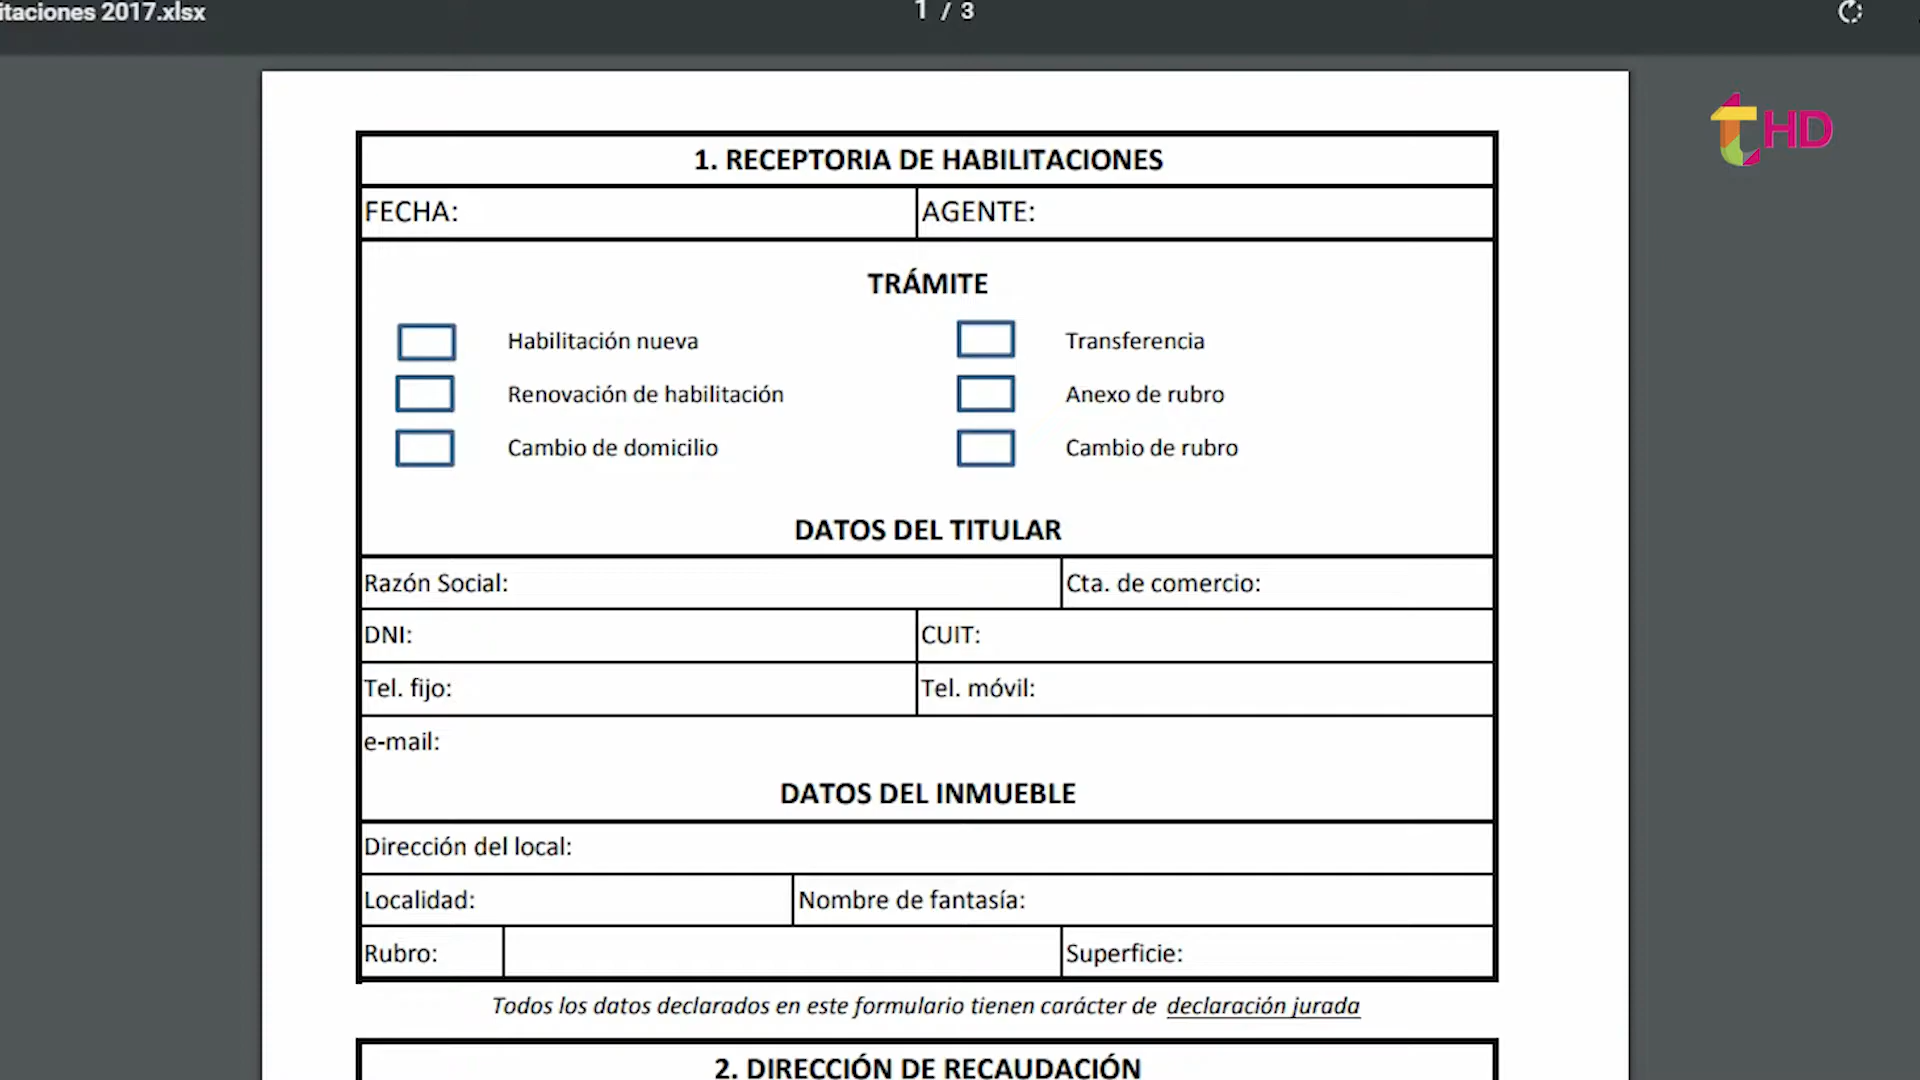 itaciones 2017.xlsx
1 / 3
HD
1. RECEPTORIA DE HABILITACIONES
FECHA: AGENTE:
TRÁMITE
Habilitación nueva Transferencia
Renovación de habilitación Anexo de rubro
Cambio de domicilio Cambio de rubro
DATOS DEL TITULAR
Razón Social: Cta. de comercio:
DNI: CUIT:
Tel. fijo: Tel. móvil:
e-mail:
DATOS DEL INMUEBLE
Dirección del local:
Localidad: Nombre de fantasía:
Rubro: Superficie:
Todos los datos declarados en este formulario tienen carácter de declaración jurada
2. DIRECCIÓN DE RECAUDACIÓN